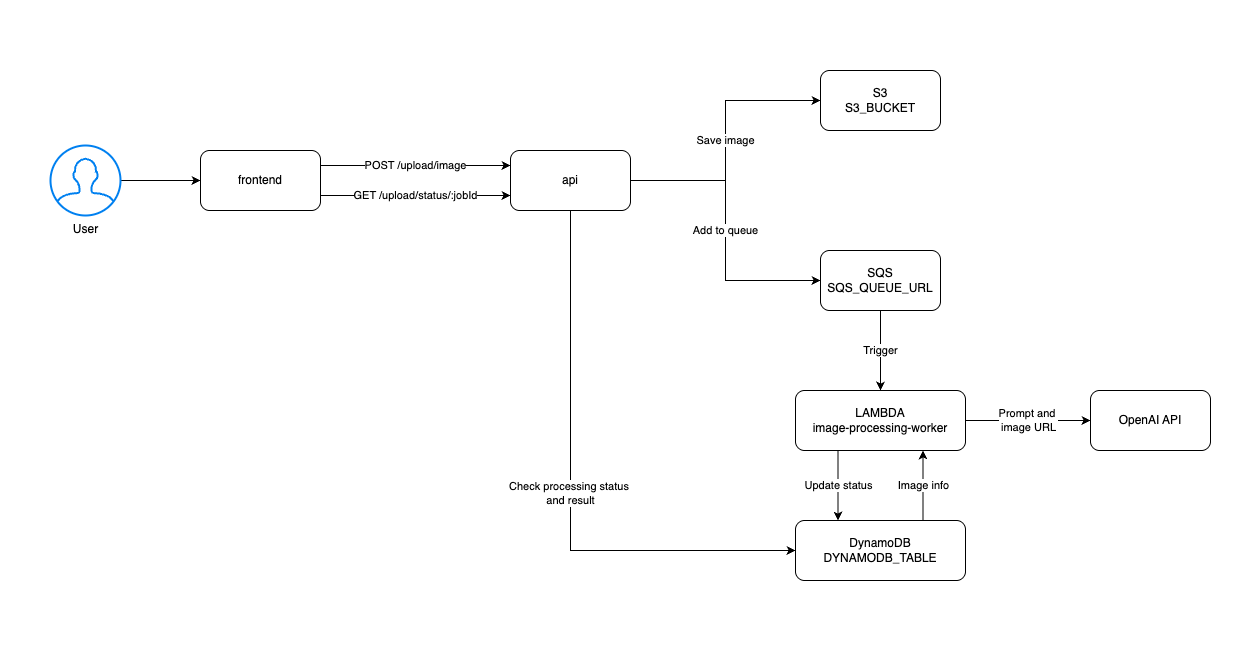 S3
S3_BUCKET
Save image
POST /upload/image
frontend
api
GET /upload/status/:jobId
User
Add to queue
SQS
SQS_QUEUE_URL
Trigger
LAMBDA
image-processing-worker
Prompt and
image URL
OpenAI API
Check processing status
and result
Update status
Image info
DynamoDB
DYNAMODB_TABLE